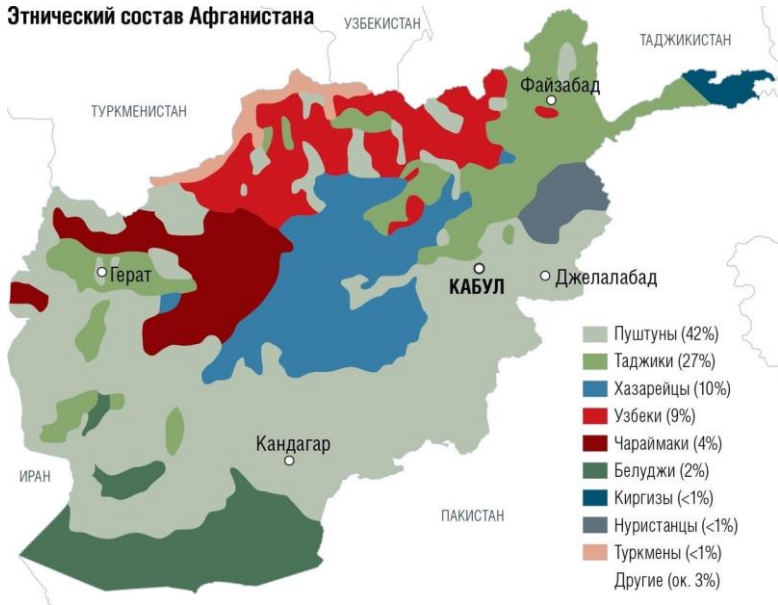 Этнический состав Афганистана
УЗБЕКИСТАН
ТАДЖИКИСТАН
ТУРКМЕНИСТАН
Файзабад
Герат
КАБУЛ
Джелалабад
Пуштуны (42%)
Таджики (27%)
Хазарейцы (10%)
Узбеки (9%)
Чараймаки (4%)
Белуджи (2%)
Киргизы (<1%)
Нуристанцы (<1%)
Туркмены (<1%)
Другие (ок. 3%)
Кандагар
ИРАН
ПАКИСТАН